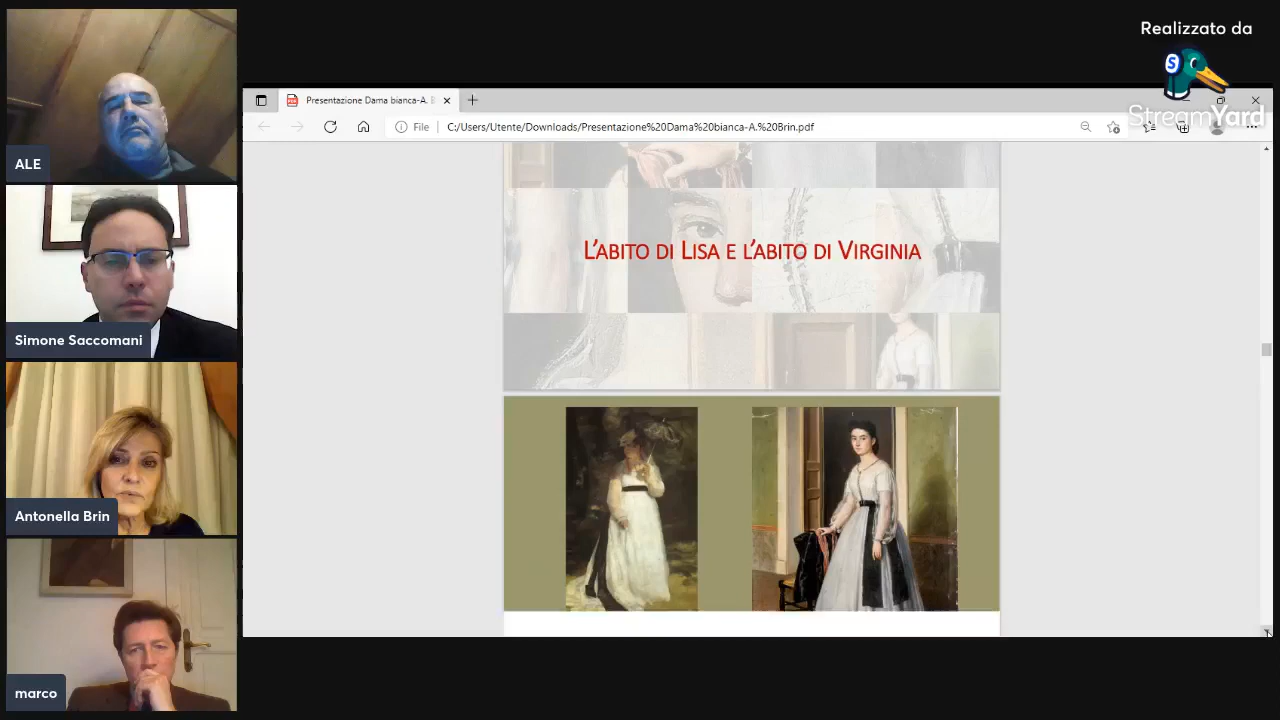 Realizzato da
StreamYard
Presentazione Dama bianca-A. B
File
C:/Users/Utente/Downloads/Presentazione%20Dama%20bianca-A.%20Brin.pdf
L'ABITO DI LISA E L'ABITO DI VIRGINIA
ALE
Simone Saccomani
Antonella Brin
marco